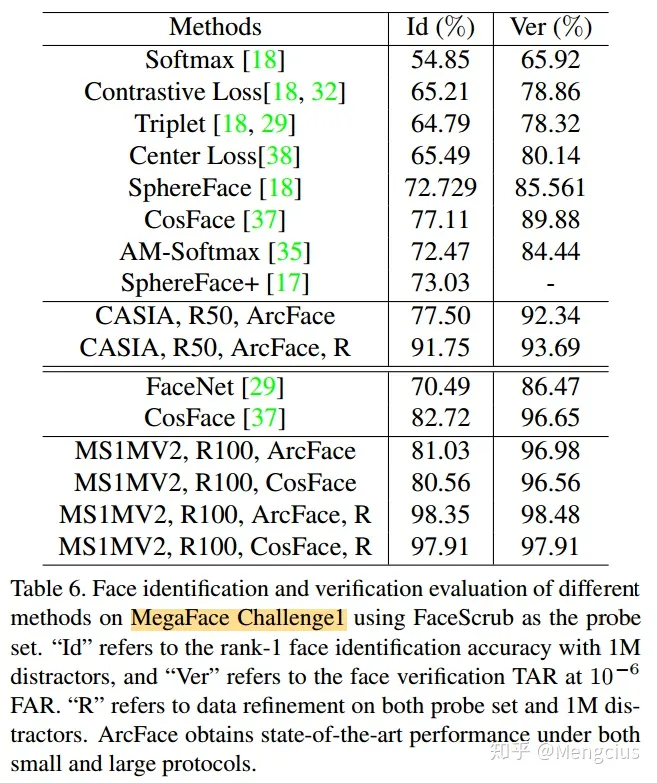 Methods Id (%) Ver (%)
Softmax [18] 54.85 65.92
Contrastive Loss[18, 32] 65.21 78.86
Triplet [18, 29] 64.79 78.32
Center Loss[38] 65.49 80.14
SphereFace [18] 72.729 85.561
CosFace [37] 77.11 89.88
AM-Softmax [35] 72.47 84.44
SphereFace+ [17] 73.03 -
CASIA, R50, ArcFace 77.50 92.34
CASIA, R50, ArcFace, R 91.75 93.69
FaceNet [29] 70.49 86.47
CosFace [37] 82.72 96.65
MS1MV2, R100, ArcFace 81.03 96.98
MS1MV2, R100, CosFace 80.56 96.56
MS1MV2, R100, ArcFace, R 98.35 98.48
MS1MV2, R100, CosFace, R 97.91 97.91
Table 6. Face identification and verification evaluation of different
methods on MegaFace Challenge1 using FaceScrub as the probe
set. “Id” refers to the rank-1 face identification accuracy with 1M
distractors, and “Ver” refers to the face verification TAR at 10⁻⁶
FAR. “R” refers to data refinement on both probe set and 1M dis-
tractors. ArcFace obtains state-of-the-art performance under both
small and large protocols.
知乎 @Mengcius